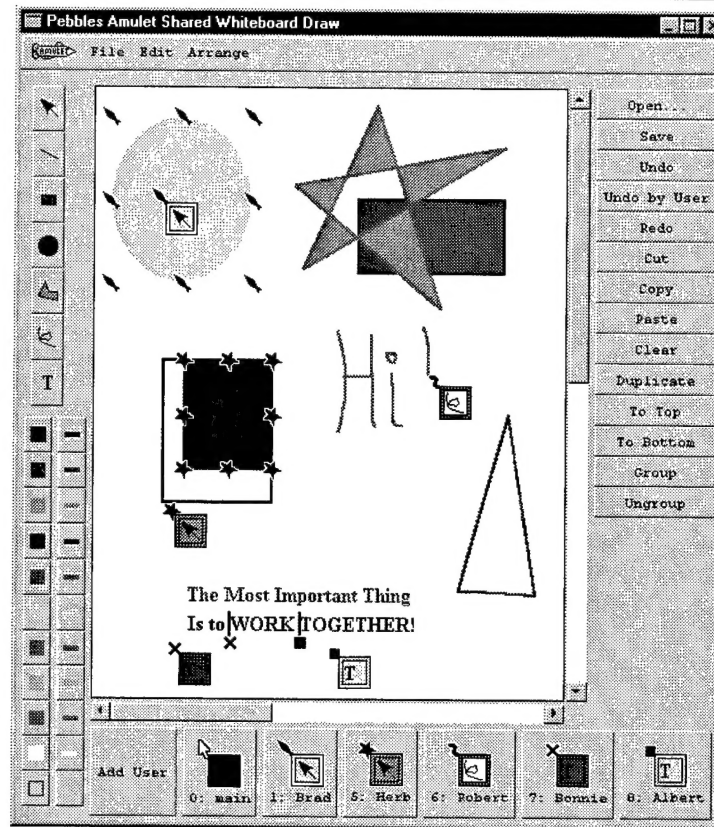 Pebbles Amulet Shared Whiteboard Draw
AMULET File Edit Arrange
Open...
Save
Undo
Undo by User
Redo
Cut
Copy
Paste
Clear
Duplicate
To Top
To Bottom
Group
Ungroup
T
Hi
The Most Important Thing
Is to WORK TOGETHER!
T
T
Add User
T
T
0: main
1: Brad
5: Herb
6: Robert
7: Bonnie
8: Albert